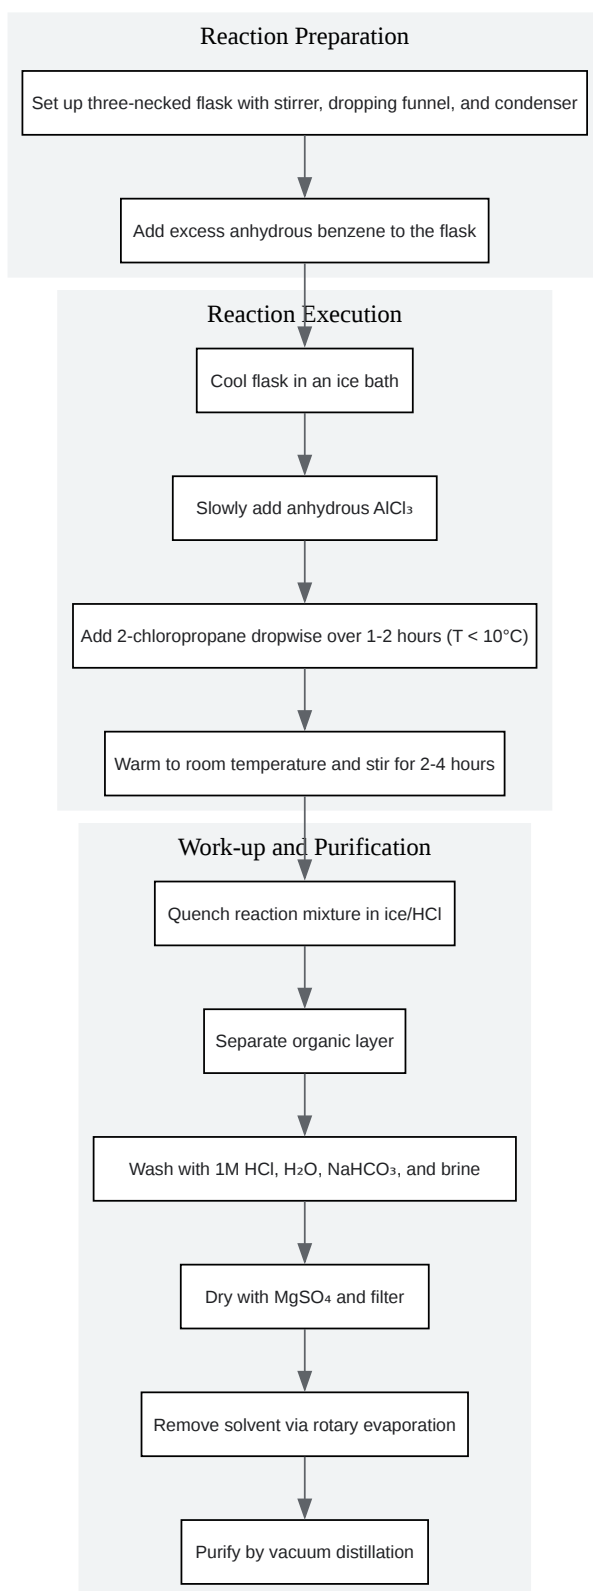 Reaction Preparation
Set up three-necked flask with stirrer, dropping funnel, and condenser
Add excess anhydrous benzene to the flask
Reaction Execution
Cool flask in an ice bath
Slowly add anhydrous AlCl₃
Add 2-chloropropane dropwise over 1-2 hours (T < 10°C)
Warm to room temperature and stir for 2-4 hours
Work-up and Purification
Quench reaction mixture in ice/HCl
Separate organic layer
Wash with 1M HCl, H₂O, NaHCO₃, and brine
Dry with MgSO₄ and filter
Remove solvent via rotary evaporation
Purify by vacuum distillation